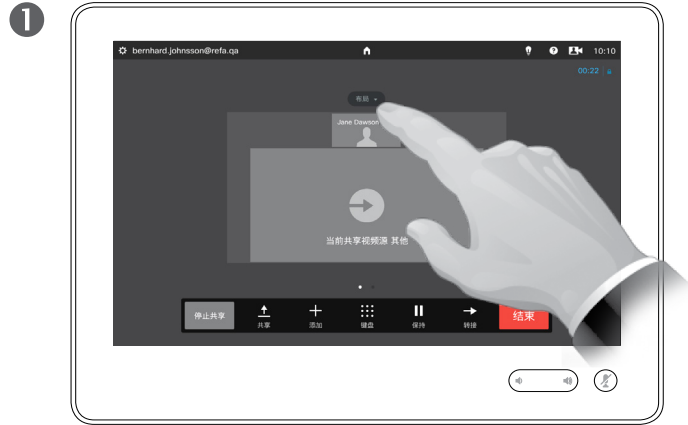 1
bernhard.johnsson@refa.qa
10:10
00:22
布局
Jane Dawson
当前共享视频源 其他
停止共享
共享
添加
键盘
保持
转接
结束